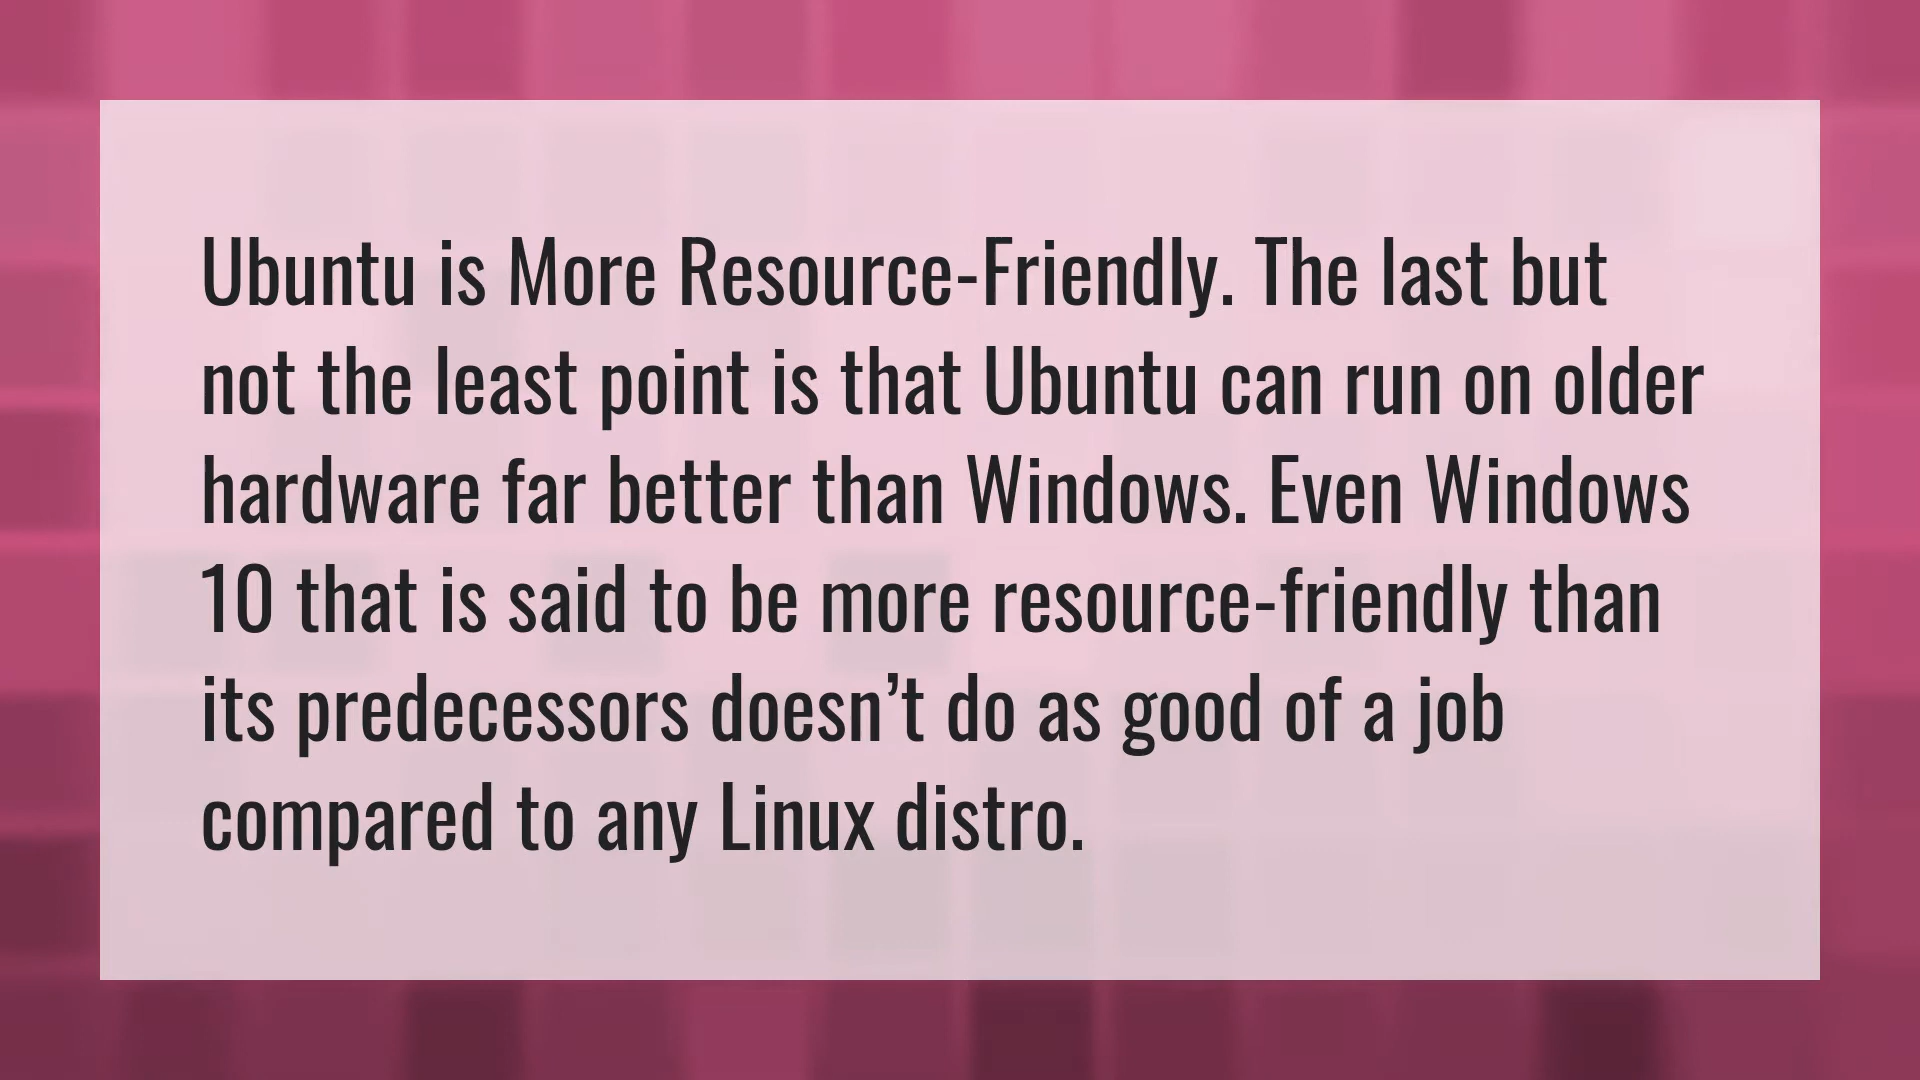 Ubuntu is More Resource-Friendly. The last but
not the least point is that Ubuntu can run on older
hardware far better than Windows. Even Windows
10 that is said to be more resource-friendly than
its predecessors doesn’t do as good of a job
compared to any Linux distro.